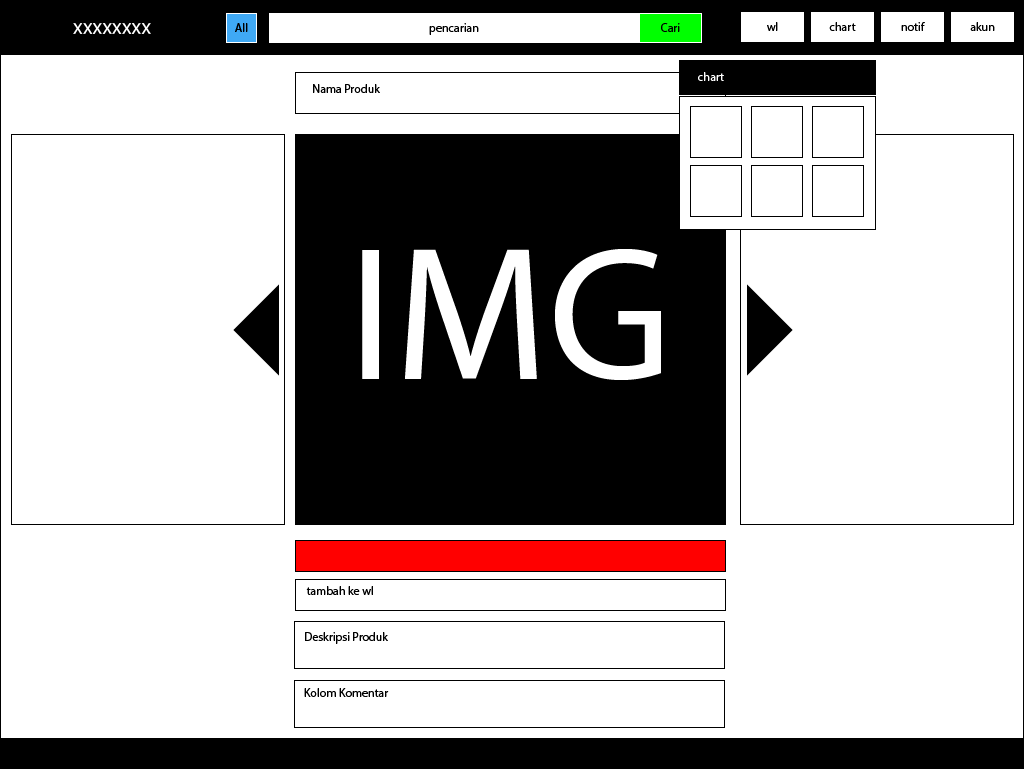 XXXXXXXX
All
pencarian
Cari
wl
chart
notif
akun
chart
Nama Produk
IMG
tambah ke wl
Deskripsi Produk
Kolom Komentar